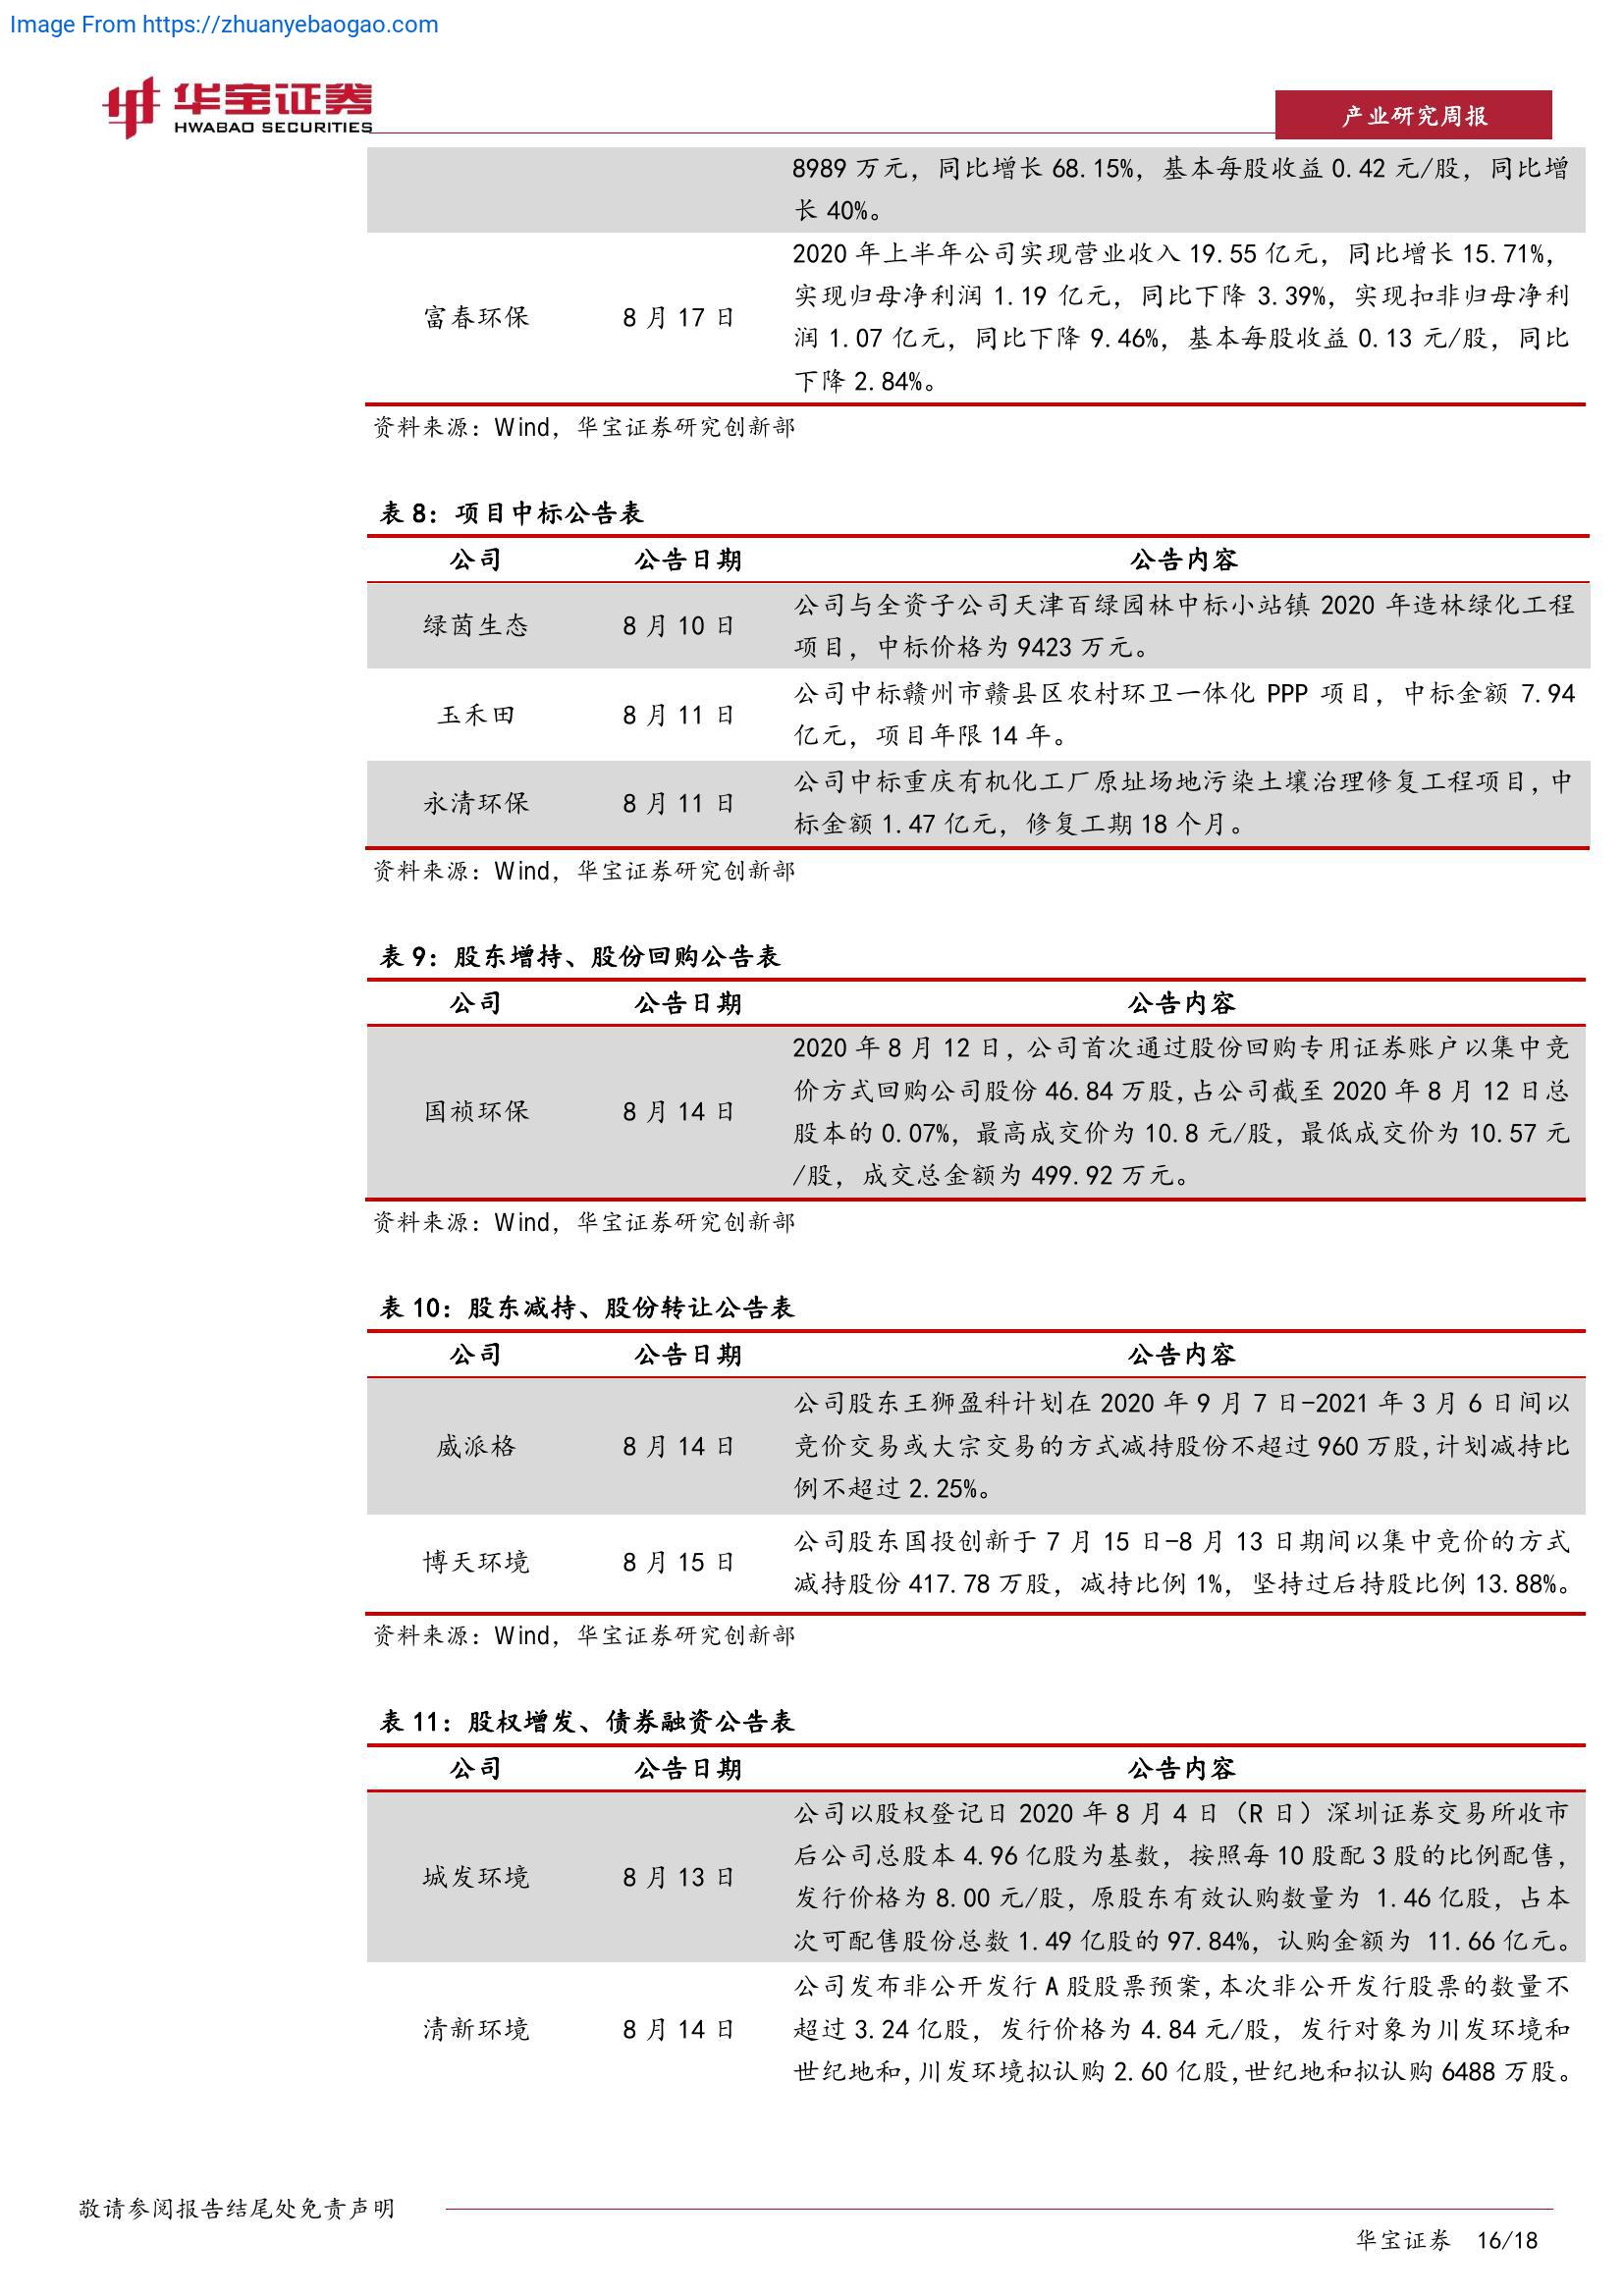 Image From https://zhuanyebaogao.com
华宝证券
HWABAO SECURITIES
产业研究周报
8989 万元，同比增长 68.15%，基本每股收益 0.42 元/股，同比增
长 40%。
富春环保 8 月 17 日
2020 年上半年公司实现营业收入 19.55 亿元，同比增长 15.71%，
实现归母净利润 1.19 亿元，同比下降 3.39%，实现扣非归母净利
润 1.07 亿元，同比下降 9.46%，基本每股收益 0.13 元/股，同比
下降 2.84%。
资料来源：Wind，华宝证券研究创新部
表 8：项目中标公告表
公司 公告日期 公告内容
绿茵生态 8 月 10 日
公司与全资子公司天津百绿园林中标小站镇 2020 年造林绿化工程
项目，中标价格为 9423 万元。
玉禾田 8 月 11 日
公司中标赣州市赣县区农村环卫一体化 PPP 项目，中标金额 7.94
亿元，项目年限 14 年。
永清环保 8 月 11 日
公司中标重庆有机化工厂原址场地污染土壤治理修复工程项目，中
标金额 1.47 亿元，修复工期 18 个月。
资料来源：Wind，华宝证券研究创新部
表 9：股东增持、股份回购公告表
公司 公告日期 公告内容
国祯环保 8 月 14 日
2020 年 8 月 12 日，公司首次通过股份回购专用证券账户以集中竞
价方式回购公司股份 46.84 万股，占公司截至 2020 年 8 月 12 日总
股本的 0.07%，最高成交价为 10.8 元/股，最低成交价为 10.57 元
/股，成交总金额为 499.92 万元。
资料来源：Wind，华宝证券研究创新部
表 10：股东减持、股份转让公告表
公司 公告日期 公告内容
威派格 8 月 14 日
公司股东王狮盈科计划在 2020 年 9 月 7 日-2021 年 3 月 6 日间以
竞价交易或大宗交易的方式减持股份不超过 960 万股，计划减持比
例不超过 2.25%。
博天环境 8 月 15 日
公司股东国投创新于 7 月 15 日-8 月 13 日期间以集中竞价的方式
减持股份 417.78 万股，减持比例 1%，坚持过后持股比例 13.88%。
资料来源：Wind，华宝证券研究创新部
表 11：股权增发、债券融资公告表
公司 公告日期 公告内容
城发环境 8 月 13 日
公司以股权登记日 2020 年 8 月 4 日（R 日）深圳证券交易所收市
后公司总股本 4.96 亿股为基数，按照每 10 股配 3 股的比例配售，
发行价格为 8.00 元/股，原股东有效认购数量为 1.46 亿股，占本
次可配售股份总数 1.49 亿股的 97.84%，认购金额为 11.66 亿元。
清新环境 8 月 14 日
公司发布非公开发行 A 股股票预案，本次非公开发行股票的数量不
超过 3.24 亿股，发行价格为 4.84 元/股，发行对象为川发环境和
世纪地和，川发环境拟认购 2.60 亿股，世纪地和拟认购 6488 万股。
敬请参阅报告结尾处免责声明
华宝证券 16/18